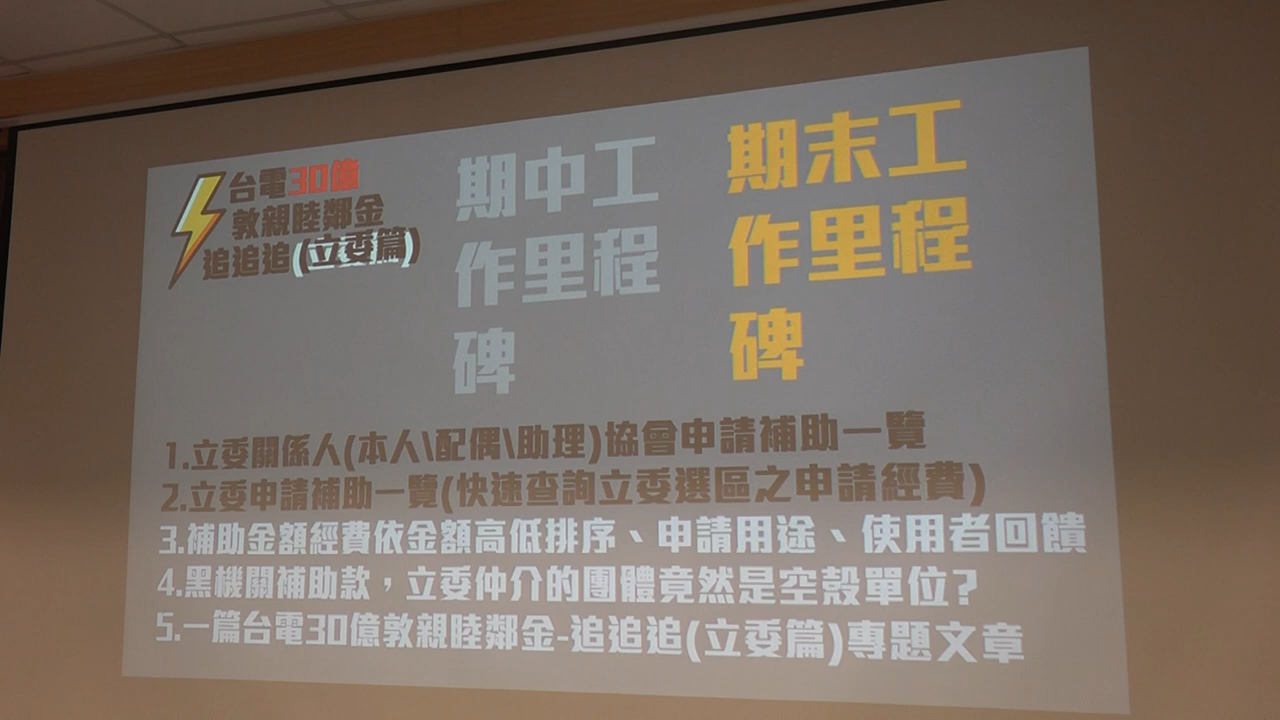 台電30億
敦親睦鄰金
追追追(立委篇)
期中工
作里程
碑
期末工
作里程
碑
1.立委關係人(本人\配偶\助理)協會申請補助一覽
2.立委申請補助一覽(快速查詢立委選區之申請經費)
3.補助金額經費依金額高低排序、申請用途、使用者回饋
4.黑機關補助款，立委仲介的團體竟然是空殼單位?
5.一篇台電30億敦親睦鄰金-追追追(立委篇)專題文章